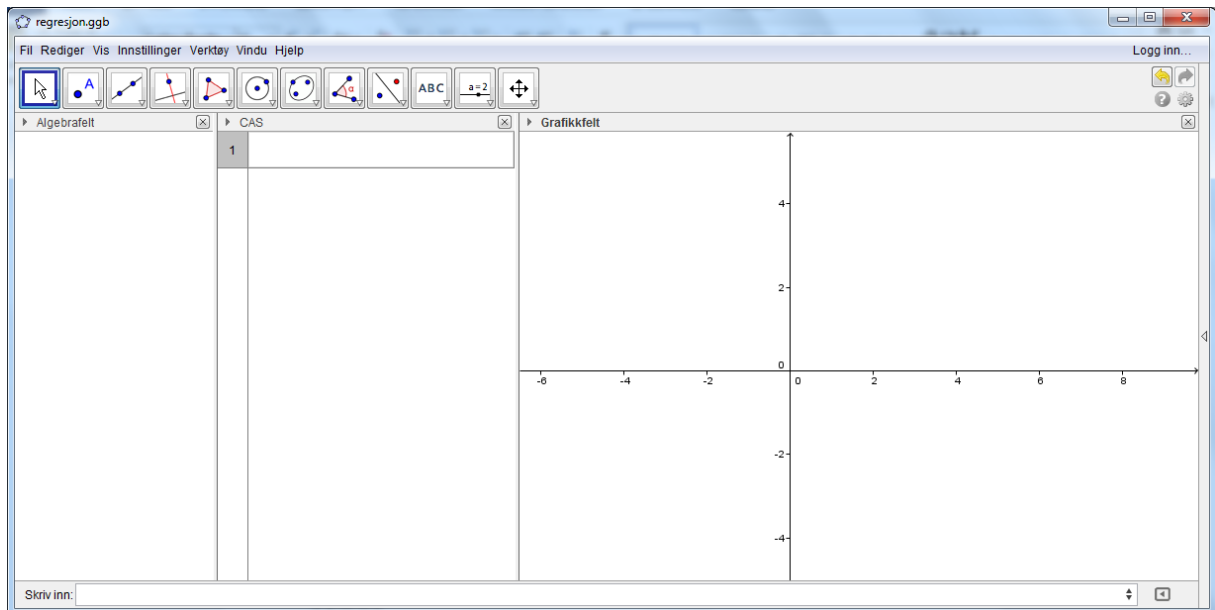 regresjon.ggb
Fil Rediger Vis Innstillinger Verktøy Vindu Hjelp Logg inn...
A α ABC a=2
Algebrafelt CAS Grafikkfelt
1
4
2
0
-6 -4 -2 0 2 4 6 8
-2
-4
Skriv inn: